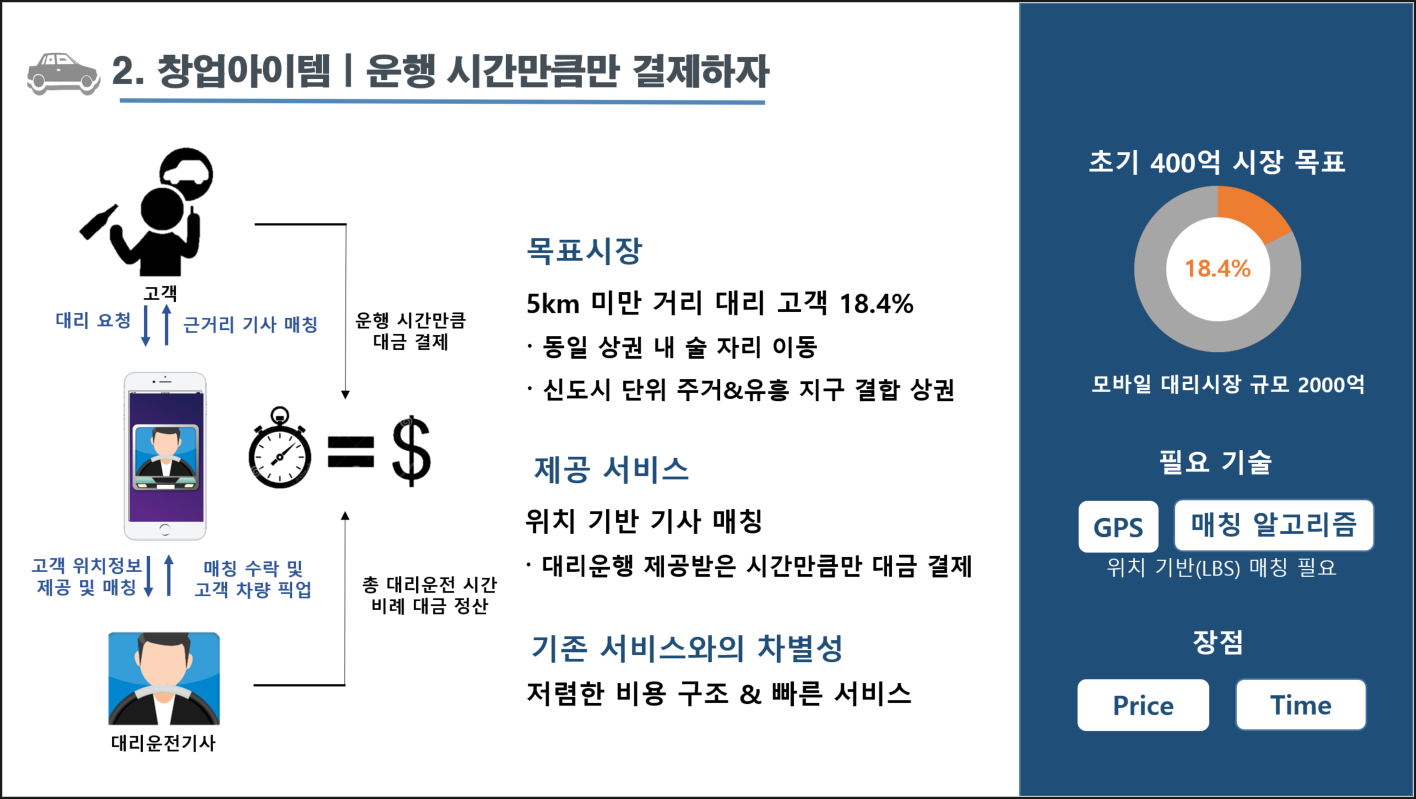 2. 창업아이템 | 운행 시간만큼만 결제하자
고객
대리 요청
근거리 기사 매칭
운행 시간만큼
대금 결제
고객 위치정보
제공 및 매칭
매칭 수락 및
고객 차량 픽업
총 대리운전 시간
비례 대금 정산
대리운전기사
= $
목표시장
5km 미만 거리 대리 고객 18.4%
· 동일 상권 내 술 자리 이동
· 신도시 단위 주거&유흥 지구 결합 상권
제공 서비스
위치 기반 기사 매칭
· 대리운행 제공받은 시간만큼만 대금 결제
기존 서비스와의 차별성
저렴한 비용 구조 & 빠른 서비스
초기 400억 시장 목표
18.4%
모바일 대리시장 규모 2000억
필요 기술
GPS
매칭 알고리즘
위치 기반(LBS) 매칭 필요
장점
Price
Time